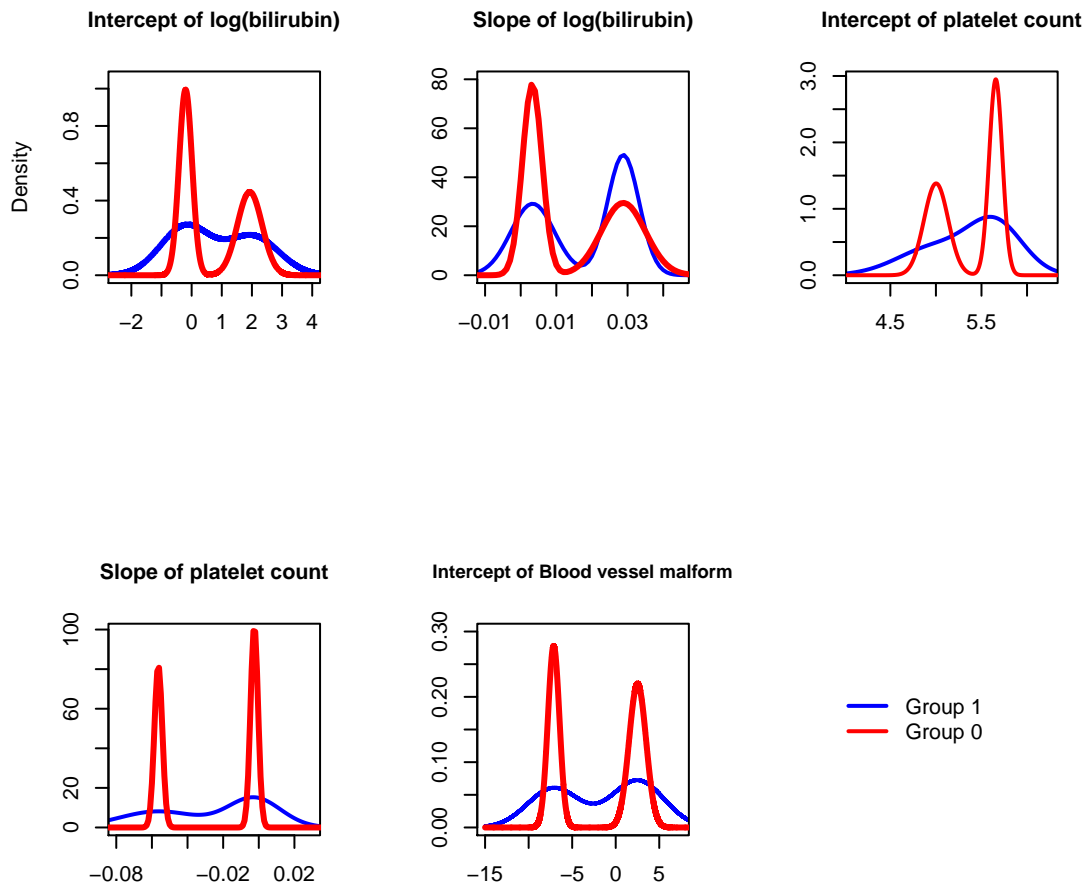 Intercept of log(bilirubin)
Slope of log(bilirubin)
Intercept of platelet count
Density
0.0 0.4 0.8
−2 0 1 2 3 4
0 20 40 60 80
−0.01 0.01 0.03
0.0 1.0 2.0 3.0
4.5 5.5
Slope of platelet count
Intercept of Blood vessel malform
0 20 60 100
−0.08 −0.02 0.02
0.00 0.10 0.20 0.30
−15 −5 0 5
Group 1
Group 0